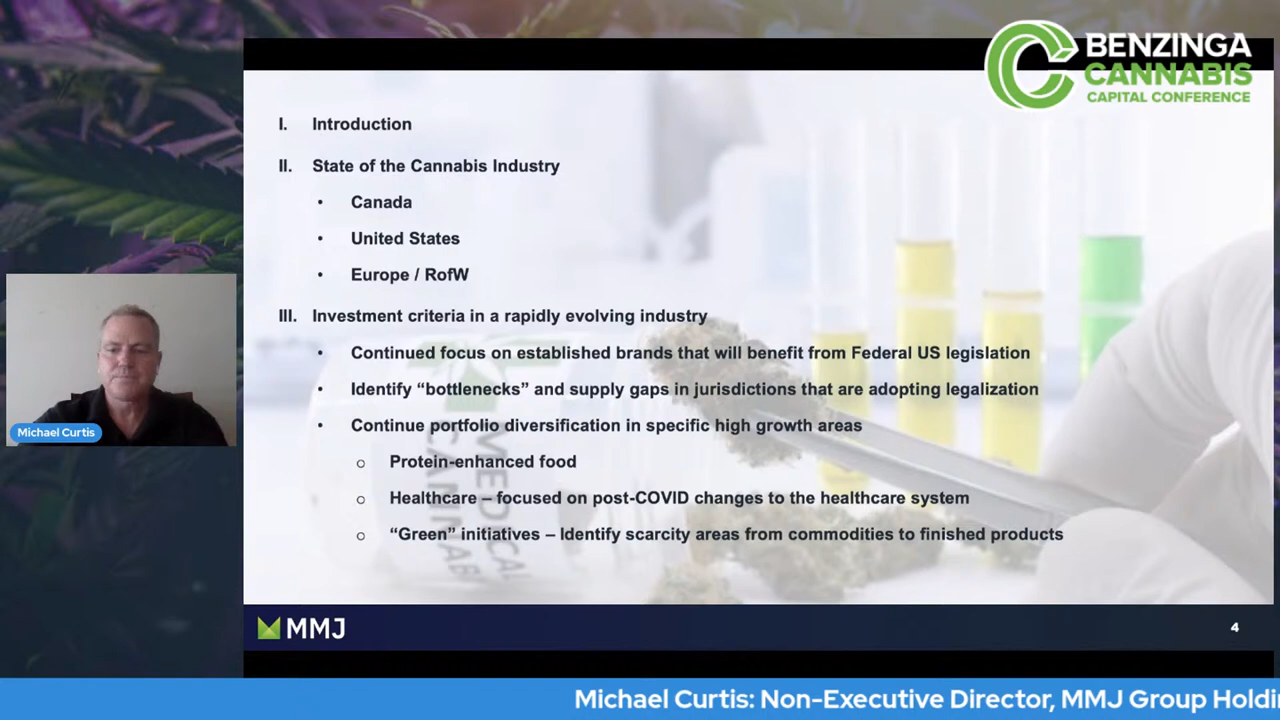 BENZINGA
CANNABIS
CAPITAL CONFERENCE
I. Introduction
II. State of the Cannabis Industry
• Canada
• United States
• Europe / RofW
III. Investment criteria in a rapidly evolving industry
• Continued focus on established brands that will benefit from Federal US legislation
• Identify “bottlenecks” and supply gaps in jurisdictions that are adopting legalization
• Continue portfolio diversification in specific high growth areas
o Protein-enhanced food
o Healthcare – focused on post-COVID changes to the healthcare system
o “Green” initiatives – Identify scarcity areas from commodities to finished products
MEDICAL
CANNAB
Michael Curtis
MMJ
4
Michael Curtis: Non-Executive Director, MMJ Group Holdi